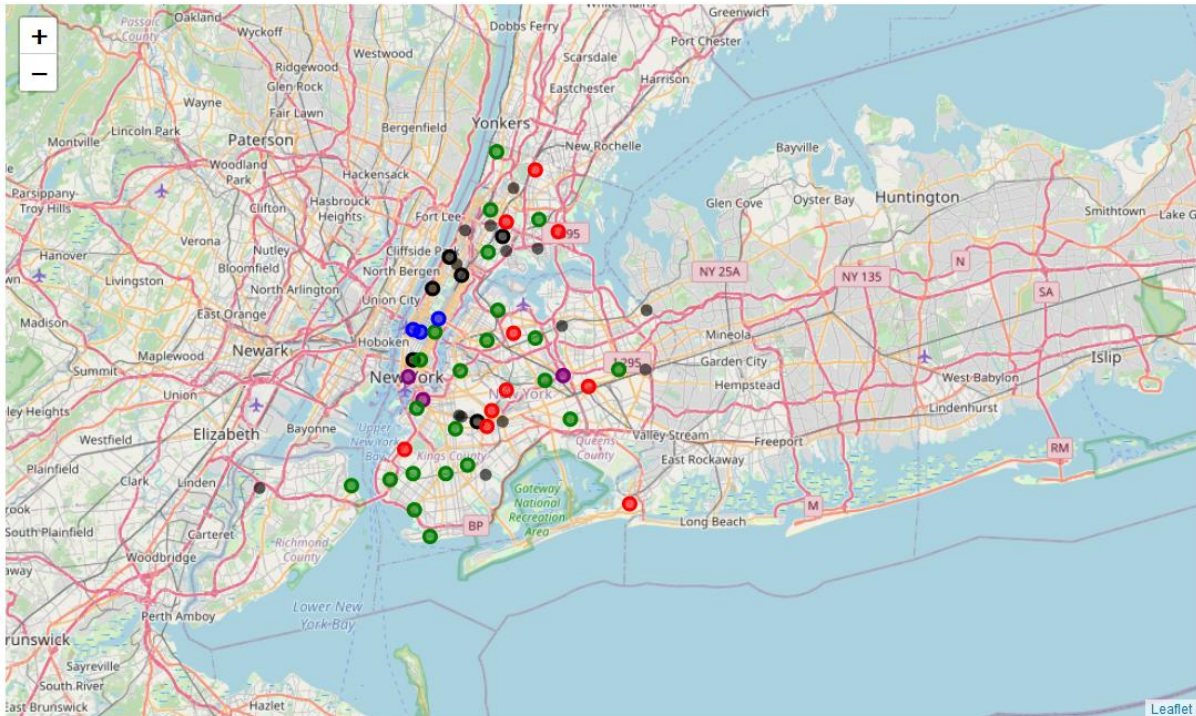 Oakland
Wyckoff
Passaic
County
Ridgewood
Glen Rock
Westwood
Dobbs Ferry
White Plains
Greenwich
Port Chester
Scarsdale
Harrison
Eastchester
+
−
Wayne
Fair Lawn
Lincoln Park
Montville
Paterson
Bergenfield
Yonkers
New Rochelle
Woodland
Park
Hackensack
Bayville
Parsippany-
Troy Hills
Clifton
Hasbrouck
Heights
Fort Lee
Glen Cove
Oyster Bay
Huntington
Smithtown
Verona
Cliffside Park
295
Hanover
Nutley
Bloomfield
North Bergen
NY 25A
NY 135
N
North Arlington
Union City
SA
Florham
Park
East Orange
Madison
Hoboken
Mineola
Maplewood
Newark
Garden City
I 295
Islip
Summit
New York
Union
New York
Hempstead
West Babylon
Berkeley Heights
Elizabeth
Bayonne
Upper
New York
Bay
Lindenhurst
Westfield
Kings County
Queens
County
Valley Stream
Freeport
RM
Plainfield
Linden
East Rockaway
Clark
Gateway
National
Recreation
Area
M
South Plainfield
Carteret
BP
Long Beach
Richmond
County
Woodbridge
Lower New
York Bay
Perth Amboy
Sayreville
South River
East Brunswick
Hazlet
Leaflet